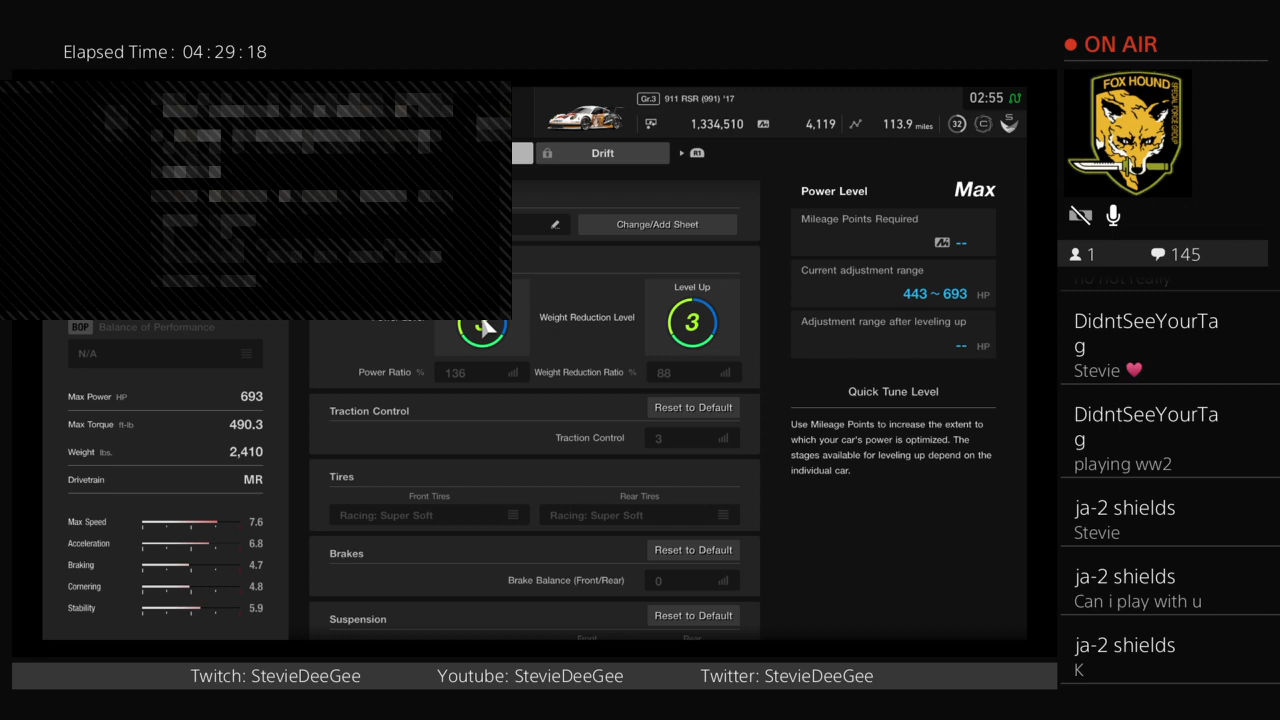 Elapsed Time: 04:29:18
ON AIR
FOX HOUND
SPECIAL FORCE GROUP
Gr.3 911 RSR (991) '17
02:55
1,334,510 4,119 113.9 miles 32 C S
Drift R1
Change/Add Sheet
Power Level Max
Mileage Points Required
--
Current adjustment range
443 ~ 693 HP
Adjustment range after leveling up
-- HP
Level Up
Weight Reduction Level
3
BOP Balance of Performance
N/A
Power Ratio % 136 Weight Reduction Ratio % 88
Max Power HP 693
Max Torque ft-lb 490.3
Weight lbs. 2,410
Drivetrain MR
Max Speed 7.6
Acceleration 6.8
Braking 4.7
Cornering 4.8
Stability 5.9
Traction Control Reset to Default
Traction Control 3
Tires
Front Tires Rear Tires
Racing: Super Soft Racing: Super Soft
Brakes Reset to Default
Brake Balance (Front/Rear) 0
Suspension Reset to Default
Front Rear
Quick Tune Level
Use Mileage Points to increase the extent to
which your car's power is optimized. The
stages available for leveling up depend on the
individual car.
1 145
no not really
DidntSeeYourTa
g
Stevie ♥
DidntSeeYourTa
g
playing ww2
ja-2 shields
Stevie
ja-2 shields
Can i play with u
ja-2 shields
K
Twitch: StevieDeeGee Youtube: StevieDeeGee Twitter: StevieDeeGee